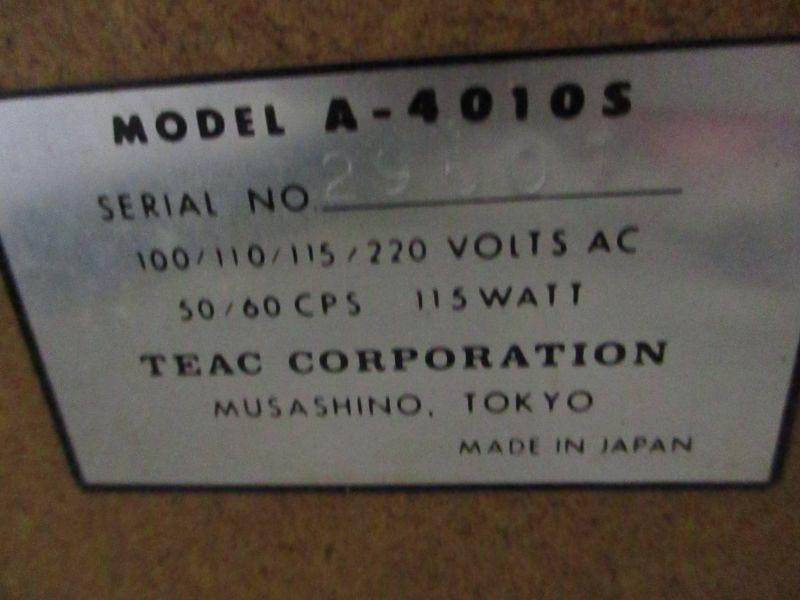 MODEL A-4010S
SERIAL NO.
100/110/115/220 VOLTS AC
50/60 CPS 115 WATT
TEAC CORPORATION
MUSASHINO, TOKYO
MADE IN JAPAN